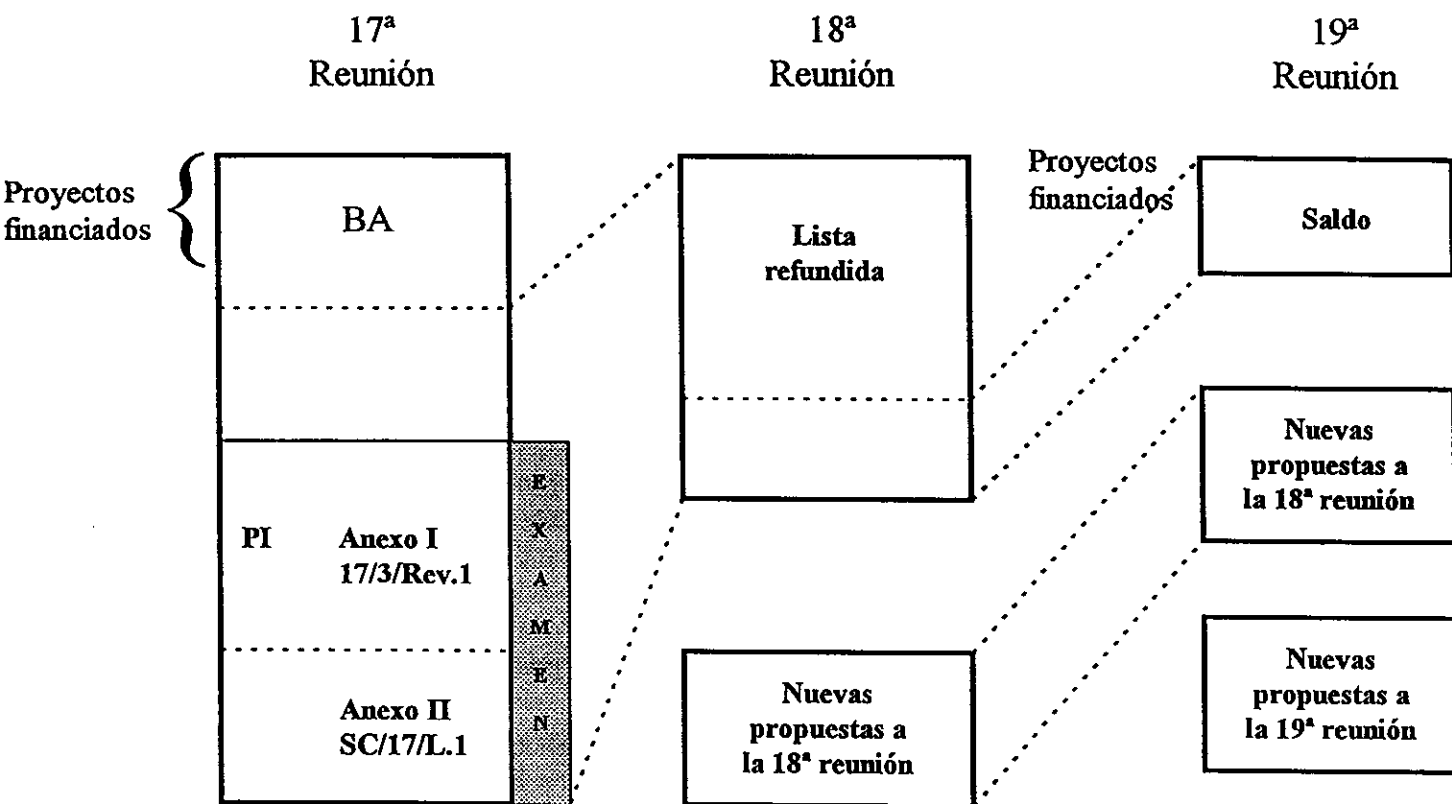 17ª
Reunión
18ª
Reunión
19ª
Reunión
Proyectos
financiados
BA
PI
Anexo I
17/3/Rev.1
Anexo II
SC/17/L.1
EXAMEN
Lista
refundida
Nuevas
propuestas a
la 18ª reunión
Proyectos
financiados
Saldo
Nuevas
propuestas a
la 18ª reunión
Nuevas
propuestas a
la 19ª reunión